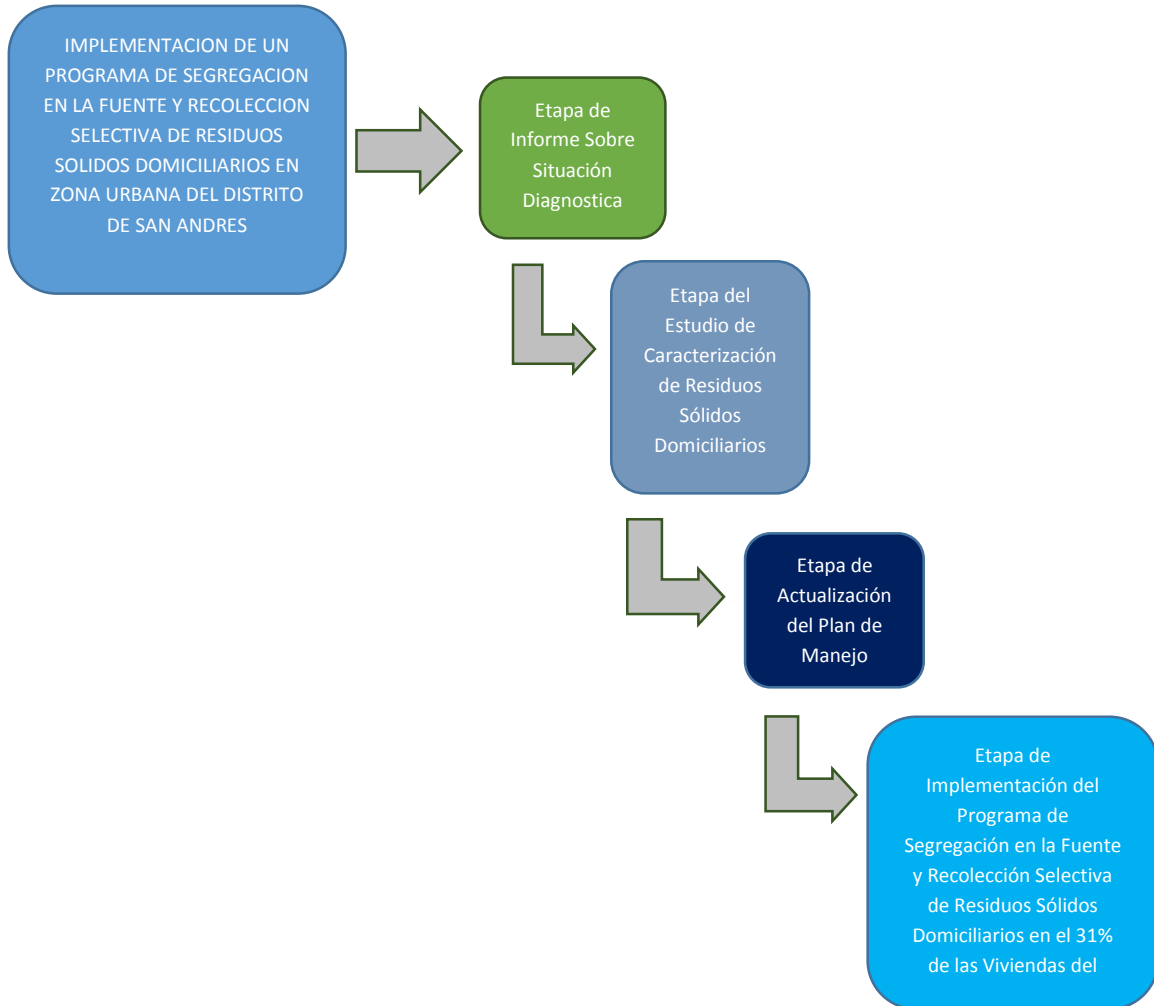 IMPLEMENTACION DE UN
PROGRAMA DE SEGREGACION
EN LA FUENTE Y RECOLECCION
SELECTIVA DE RESIDUOS
SOLIDOS DOMICILIARIOS EN
ZONA URBANA DEL DISTRITO
DE SAN ANDRES
Etapa de
Informe Sobre
Situación
Diagnostica
Etapa del
Estudio de
Caracterización
de Residuos
Sólidos
Domiciliarios
Etapa de
Actualización
del Plan de
Manejo
Etapa de
Implementación del
Programa de
Segregación en la Fuente
y Recolección Selectiva
de Residuos Sólidos
Domiciliarios en el 31%
de las Viviendas del